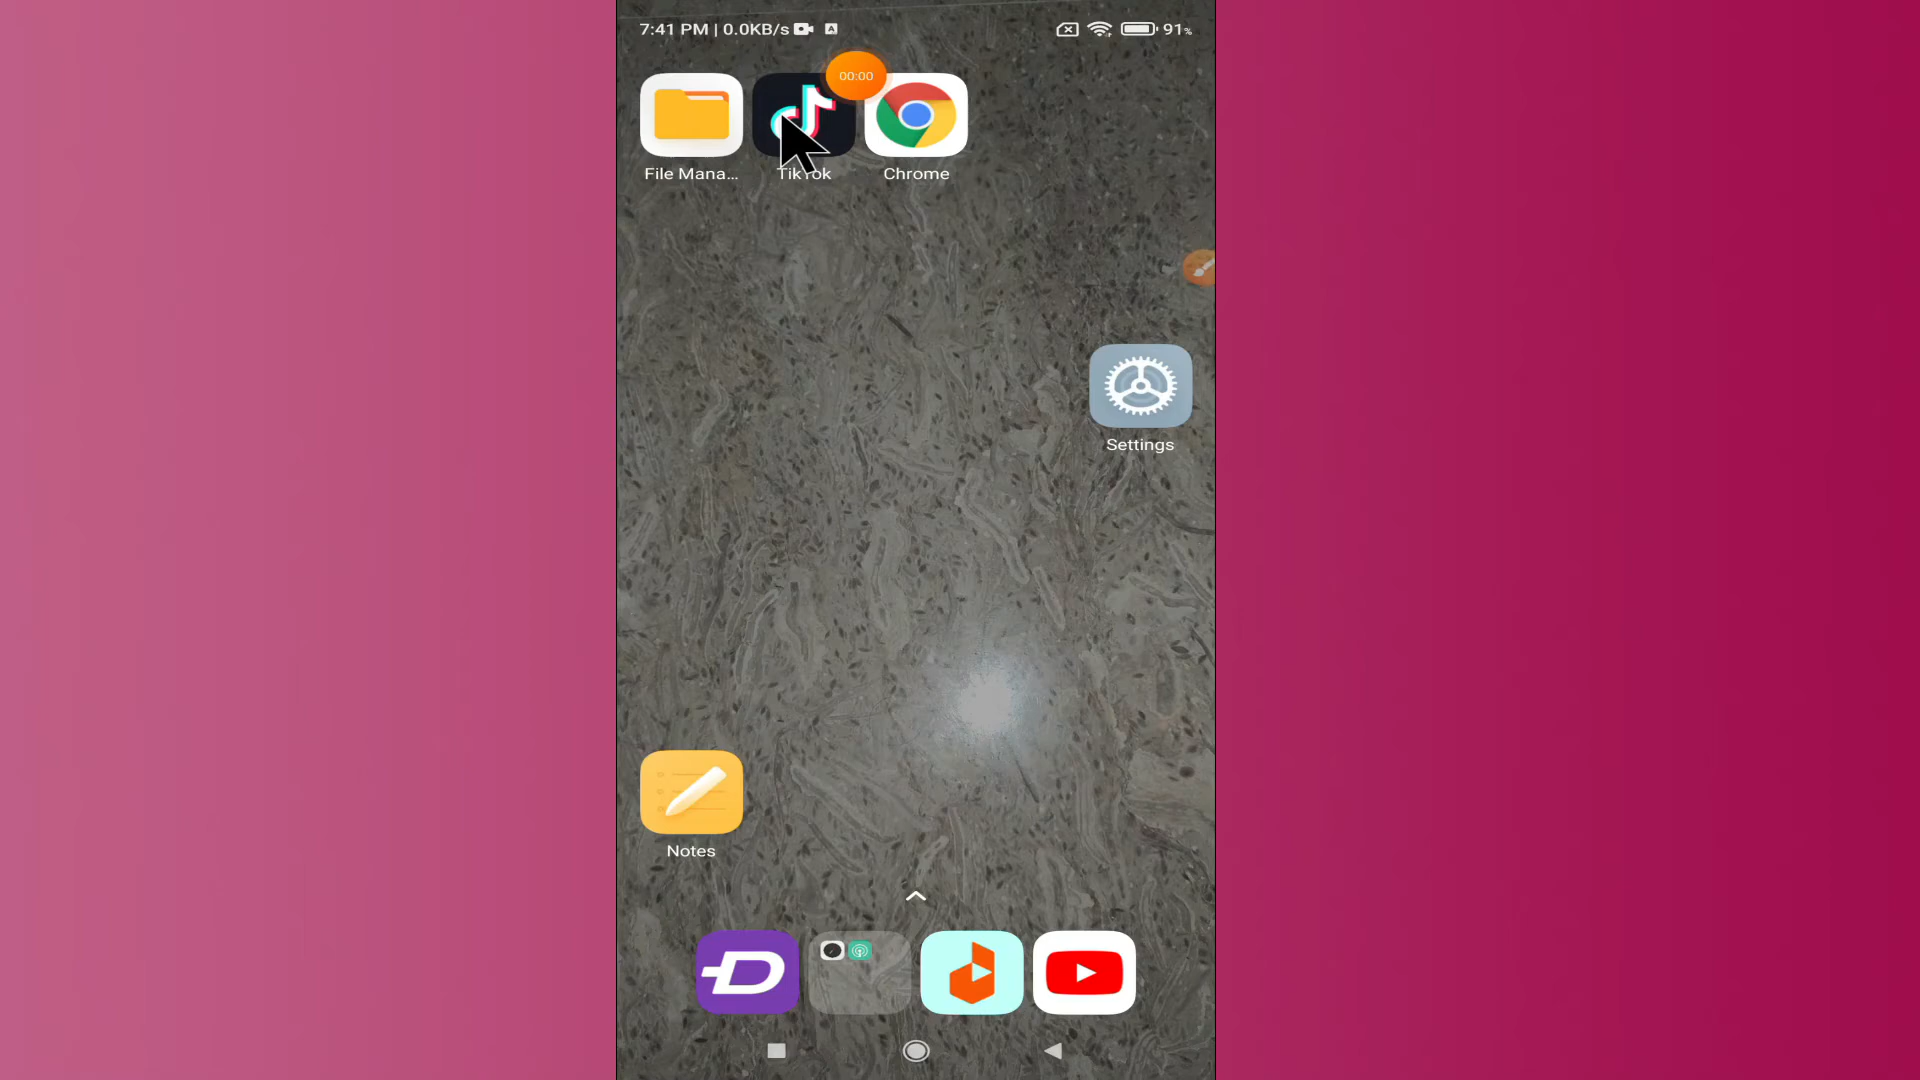 7:41 PM | 0.0KB/s 91%
00:00
File Mana... TikTok Chrome
Settings
Notes